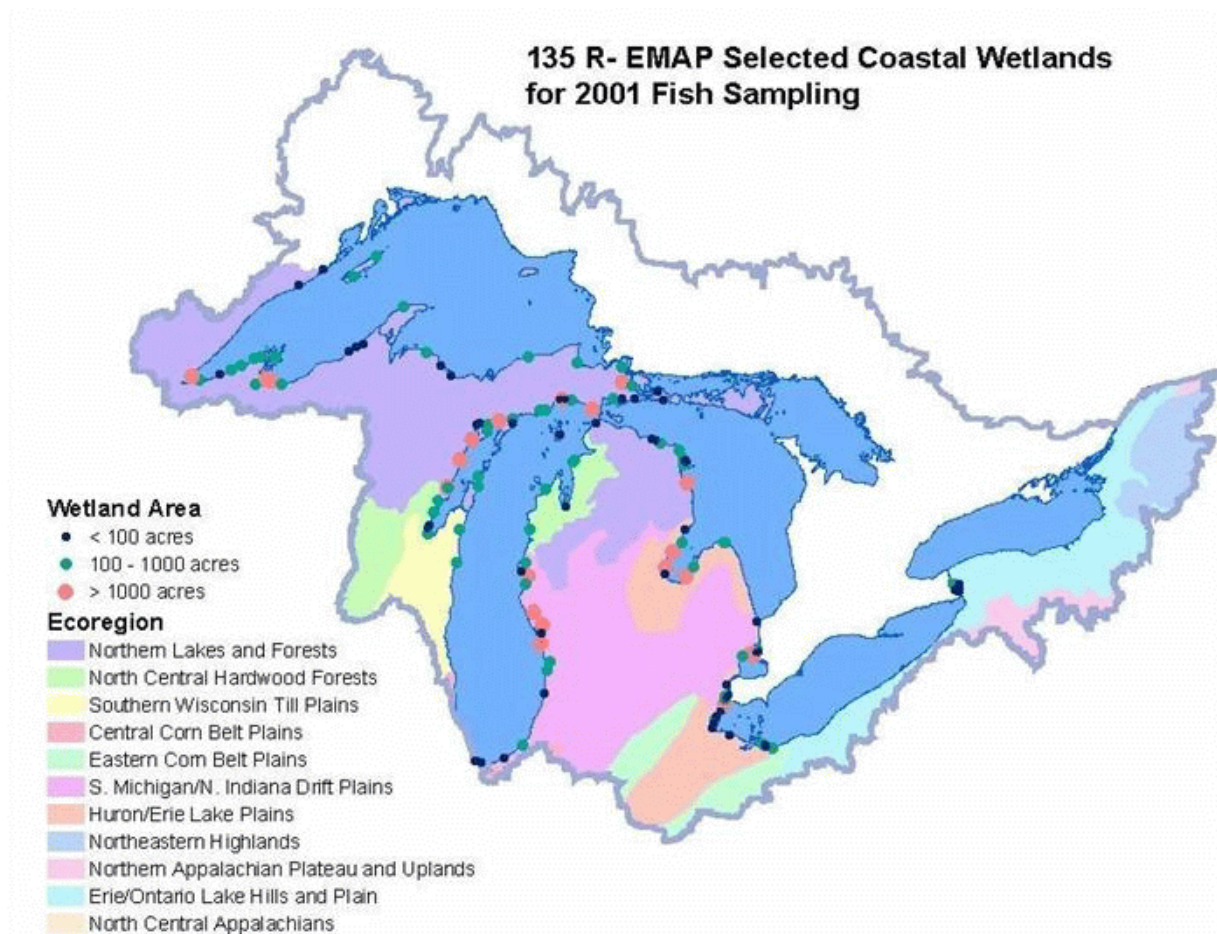 135 R- EMAP Selected Coastal Wetlands
for 2001 Fish Sampling
Wetland Area
< 100 acres
100 - 1000 acres
> 1000 acres
Ecoregion
Northern Lakes and Forests
North Central Hardwood Forests
Southern Wisconsin Till Plains
Central Corn Belt Plains
Eastern Corn Belt Plains
S. Michigan/N. Indiana Drift Plains
Huron/Erie Lake Plains
Northeastern Highlands
Northern Appalachian Plateau and Uplands
Erie/Ontario Lake Hills and Plain
North Central Appalachians